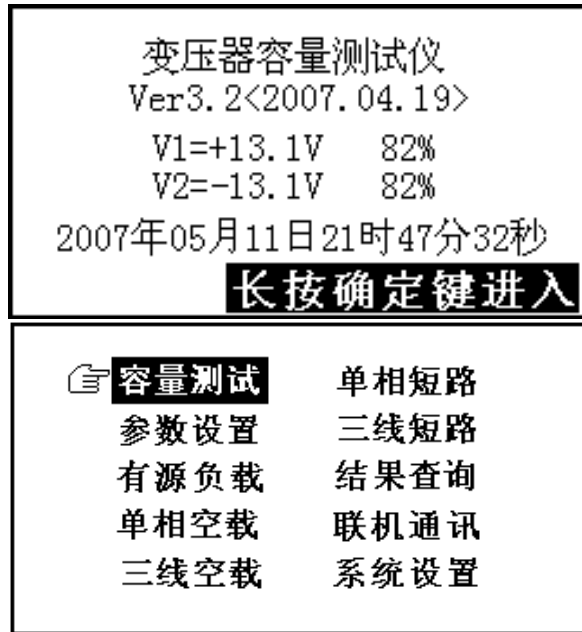 变压器容量测试仪
Ver3.2<2007.04.19>
V1=+13.1V 82%
V2=-13.1V 82%
2007年05月11日21时47分32秒
长按确定键进入
容量测试 单相短路
参数设置 三线短路
有源负载 结果查询
单相空载 联机通讯
三线空载 系统设置